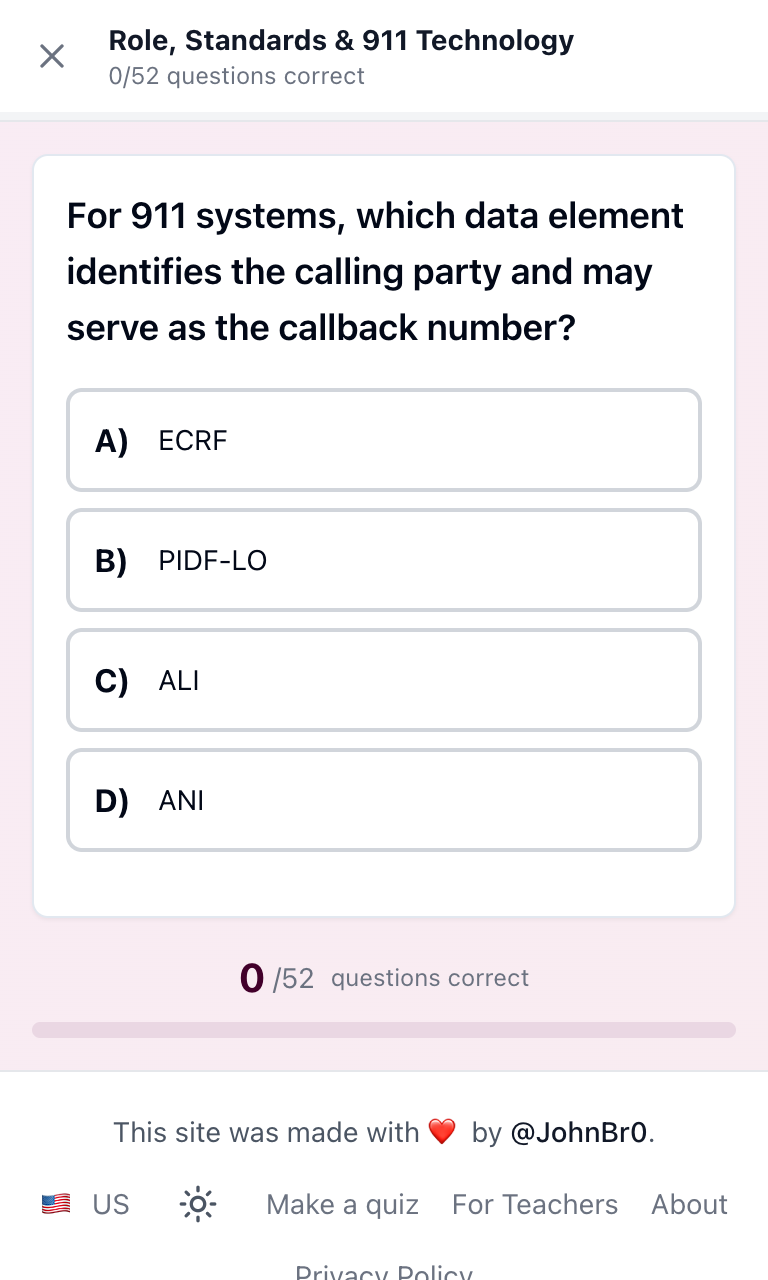 Role, Standards & 911 Technology
0/52 questions correct
For 911 systems, which data element
identifies the calling party and may
serve as the callback number?
A) ECRF
B) PIDF-LO
C) ALI
D) ANI
0 /52 questions correct
This site was made with ❤️ by @JohnBr0.
🇺🇸 US Make a quiz For Teachers About
Privacy Policy